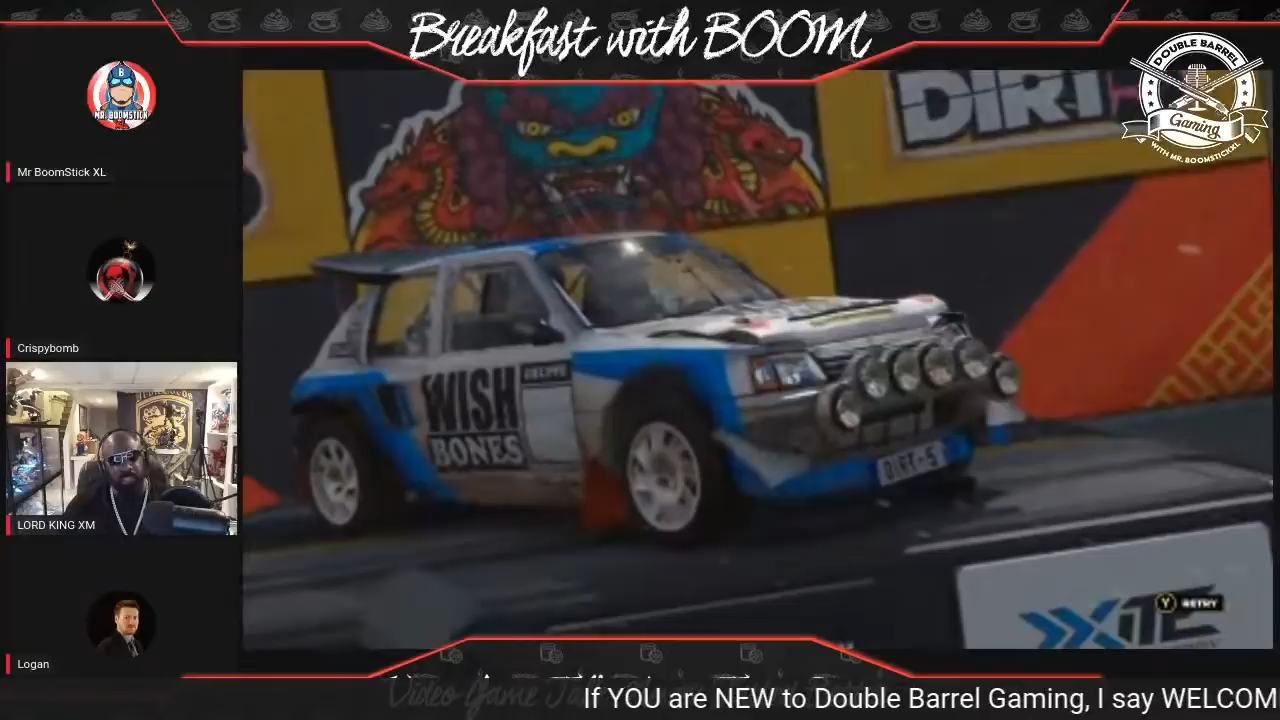 Breakfast with BOOM
DOUBLE BARREL
Gaming
WITH MR. BOOMSTICKXL
MR. BOOMSTICK
Mr BoomStick XL
Crispybomb
LORD KING XM
Logan
DIRT
WISH
BONES
DIRT-5
XITE
Y RETRY
If YOU are NEW to Double Barrel Gaming, I say WELCOM